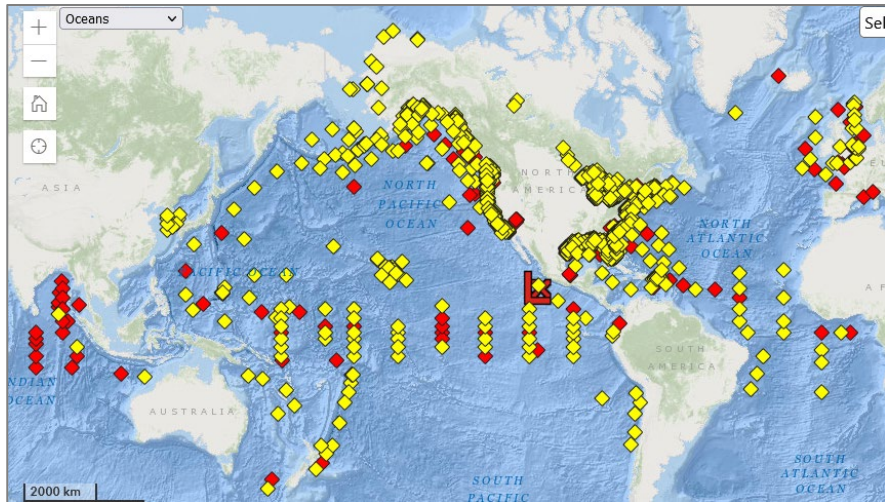 Oceans
Sel
+
−
ASIA
NORTH
AMERICA
NORTH
PACIFIC
OCEAN
NORTH
ATLANTIC
OCEAN
PACIFIC OCEAN
A F
SOUTH
AMERICA
INDIAN
OCEAN
AUSTRALIA
SOUTH
PACIFIC
SOUTH
ATLANTIC
OCEAN
2000 km